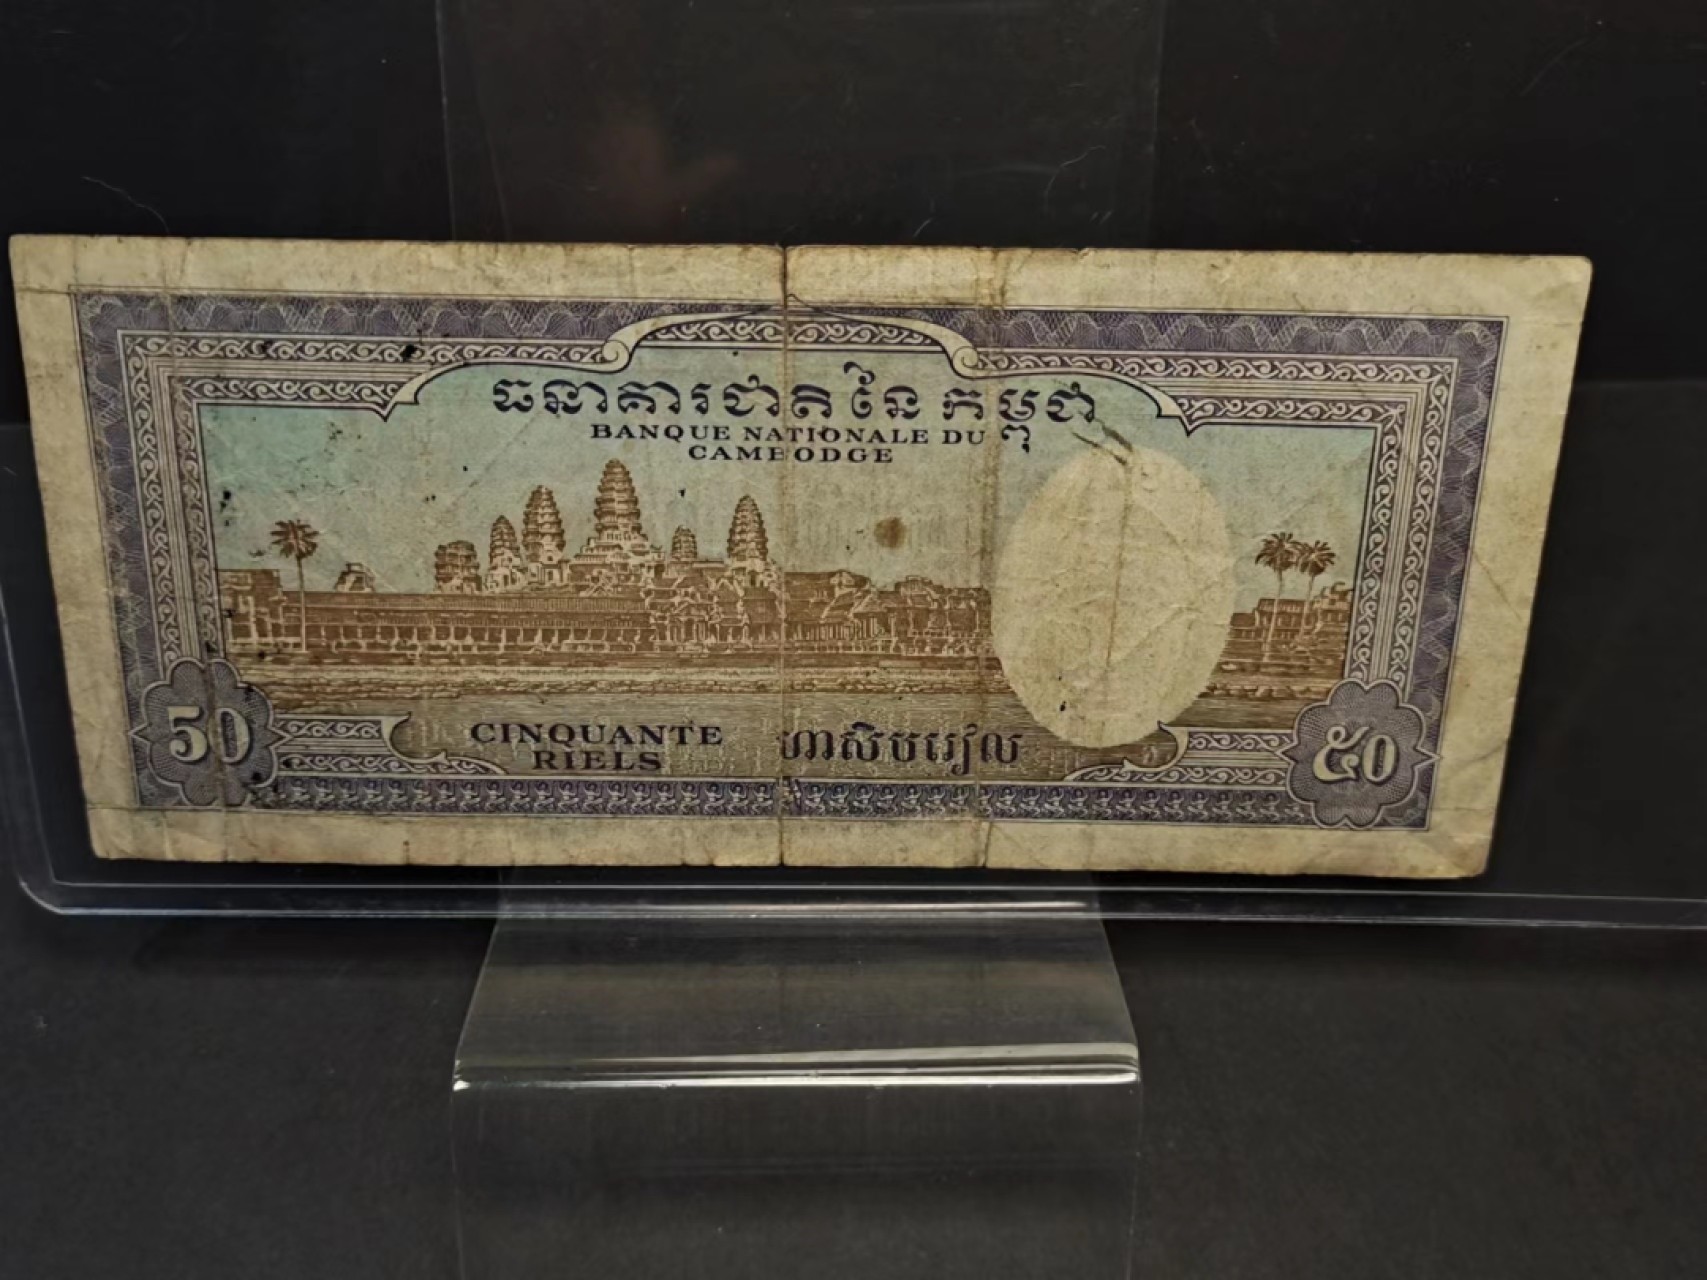 ធនាគារជាតិនៃកម្ពុជា
BANQUE NATIONALE DU
CAMBODGE
50
CINQUANTE
RIELS
ហាសិបរៀល
៥០